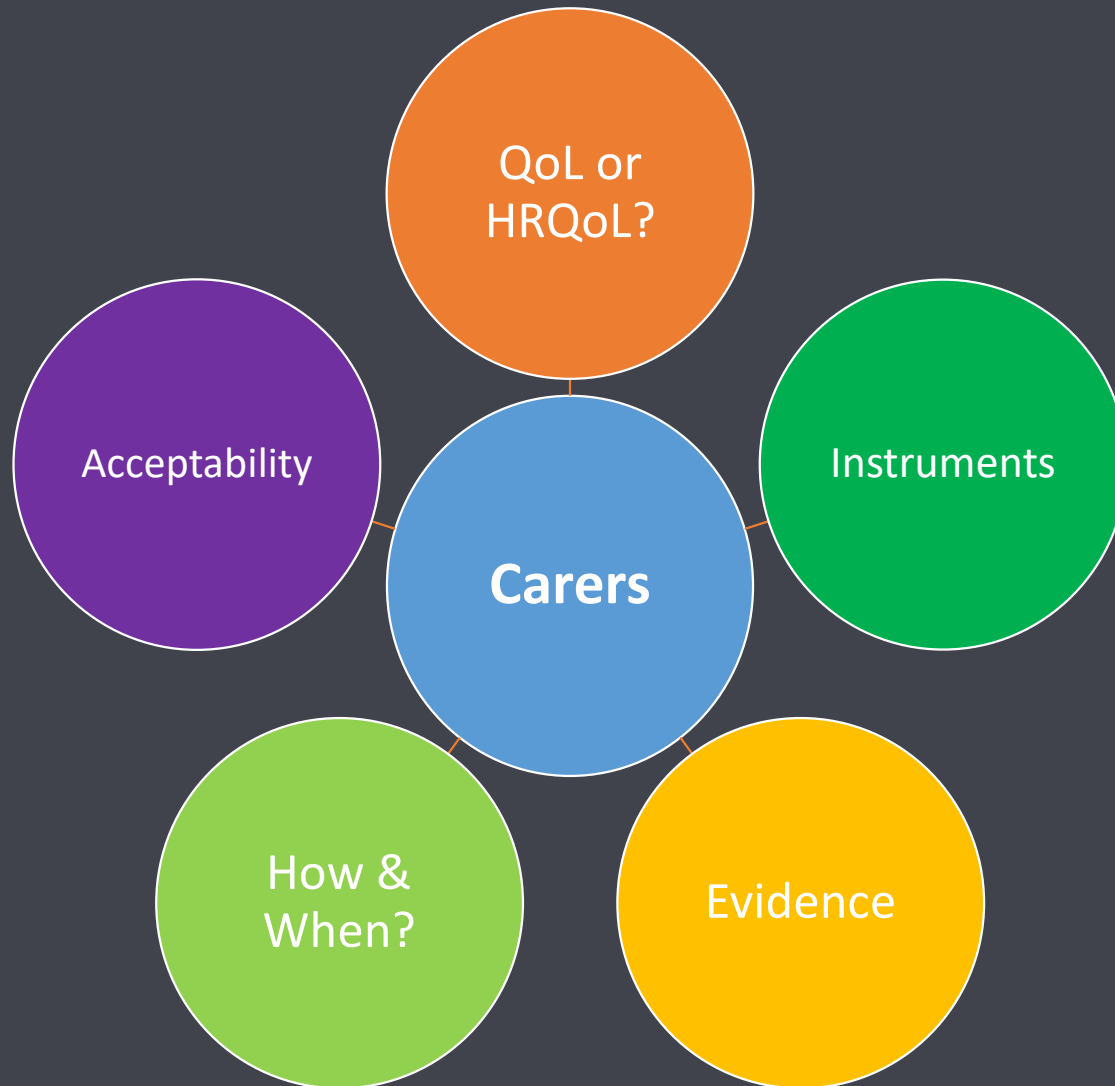 QoL or
HRQoL?
Acceptability
Instruments
Carers
How &
When?
Evidence